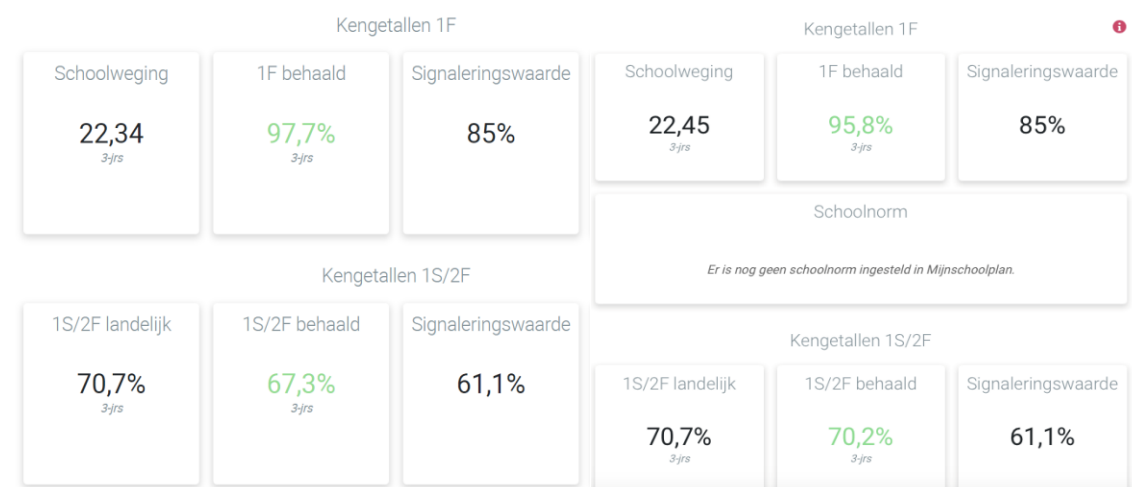 Kengetallen 1F
Schoolweging
22,34
3-jrs
1F behaald
97,7%
3-jrs
Signaleringswaarde
85%
Kengetallen 1S/2F
1S/2F landelijk
70,7%
3-jrs
1S/2F behaald
67,3%
3-jrs
Signaleringswaarde
61,1%
Kengetallen 1F
Schoolweging
22,45
3-jrs
1F behaald
95,8%
3-jrs
Signaleringswaarde
85%
Schoolnorm
Er is nog geen schoolnorm ingesteld in Mijnschoolplan.
Kengetallen 1S/2F
1S/2F landelijk
70,7%
3-jrs
1S/2F behaald
70,2%
3-jrs
Signaleringswaarde
61,1%